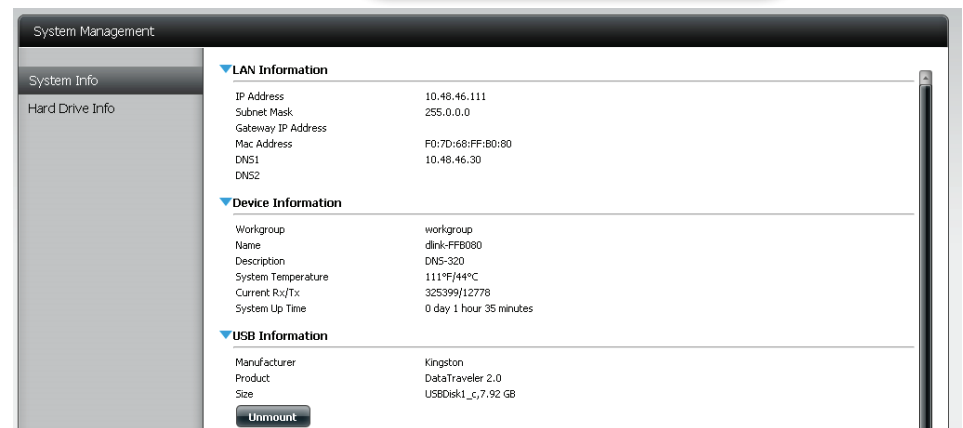 System Management
System Info
Hard Drive Info
LAN Information
IP Address 10.48.46.111
Subnet Mask 255.0.0.0
Gateway IP Address
Mac Address F0:7D:68:FF:B0:80
DNS1 10.48.46.30
DNS2
Device Information
Workgroup workgroup
Name dlink-FFB080
Description DNS-320
System Temperature 111°F/44°C
Current Rx/Tx 325399/12778
System Up Time 0 day 1 hour 35 minutes
USB Information
Manufacturer Kingston
Product DataTraveler 2.0
Size USBDisk1_c,7.92 GB
Unmount